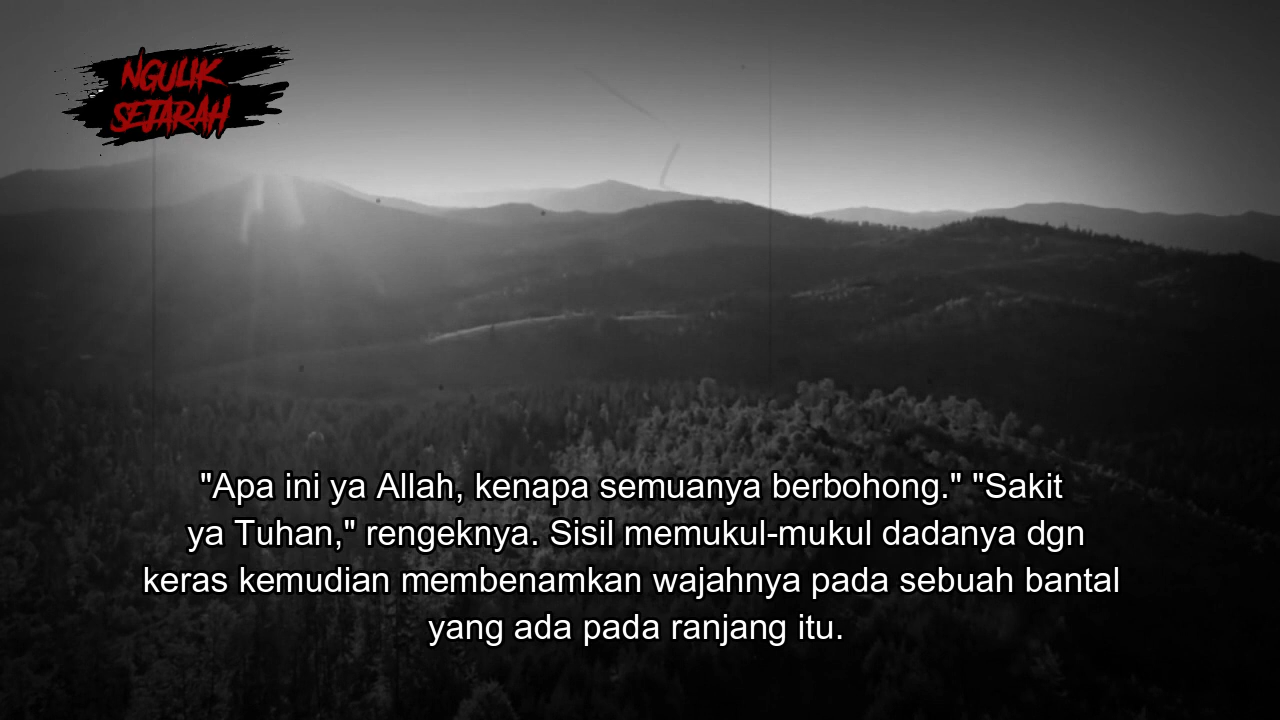 NGULIK
SEJARAH
"Apa ini ya Allah, kenapa semuanya berbohong." "Sakit
ya Tuhan," rengeknya. Sisil memukul-mukul dadanya dgn
keras kemudian membenamkan wajahnya pada sebuah bantal
yang ada pada ranjang itu.